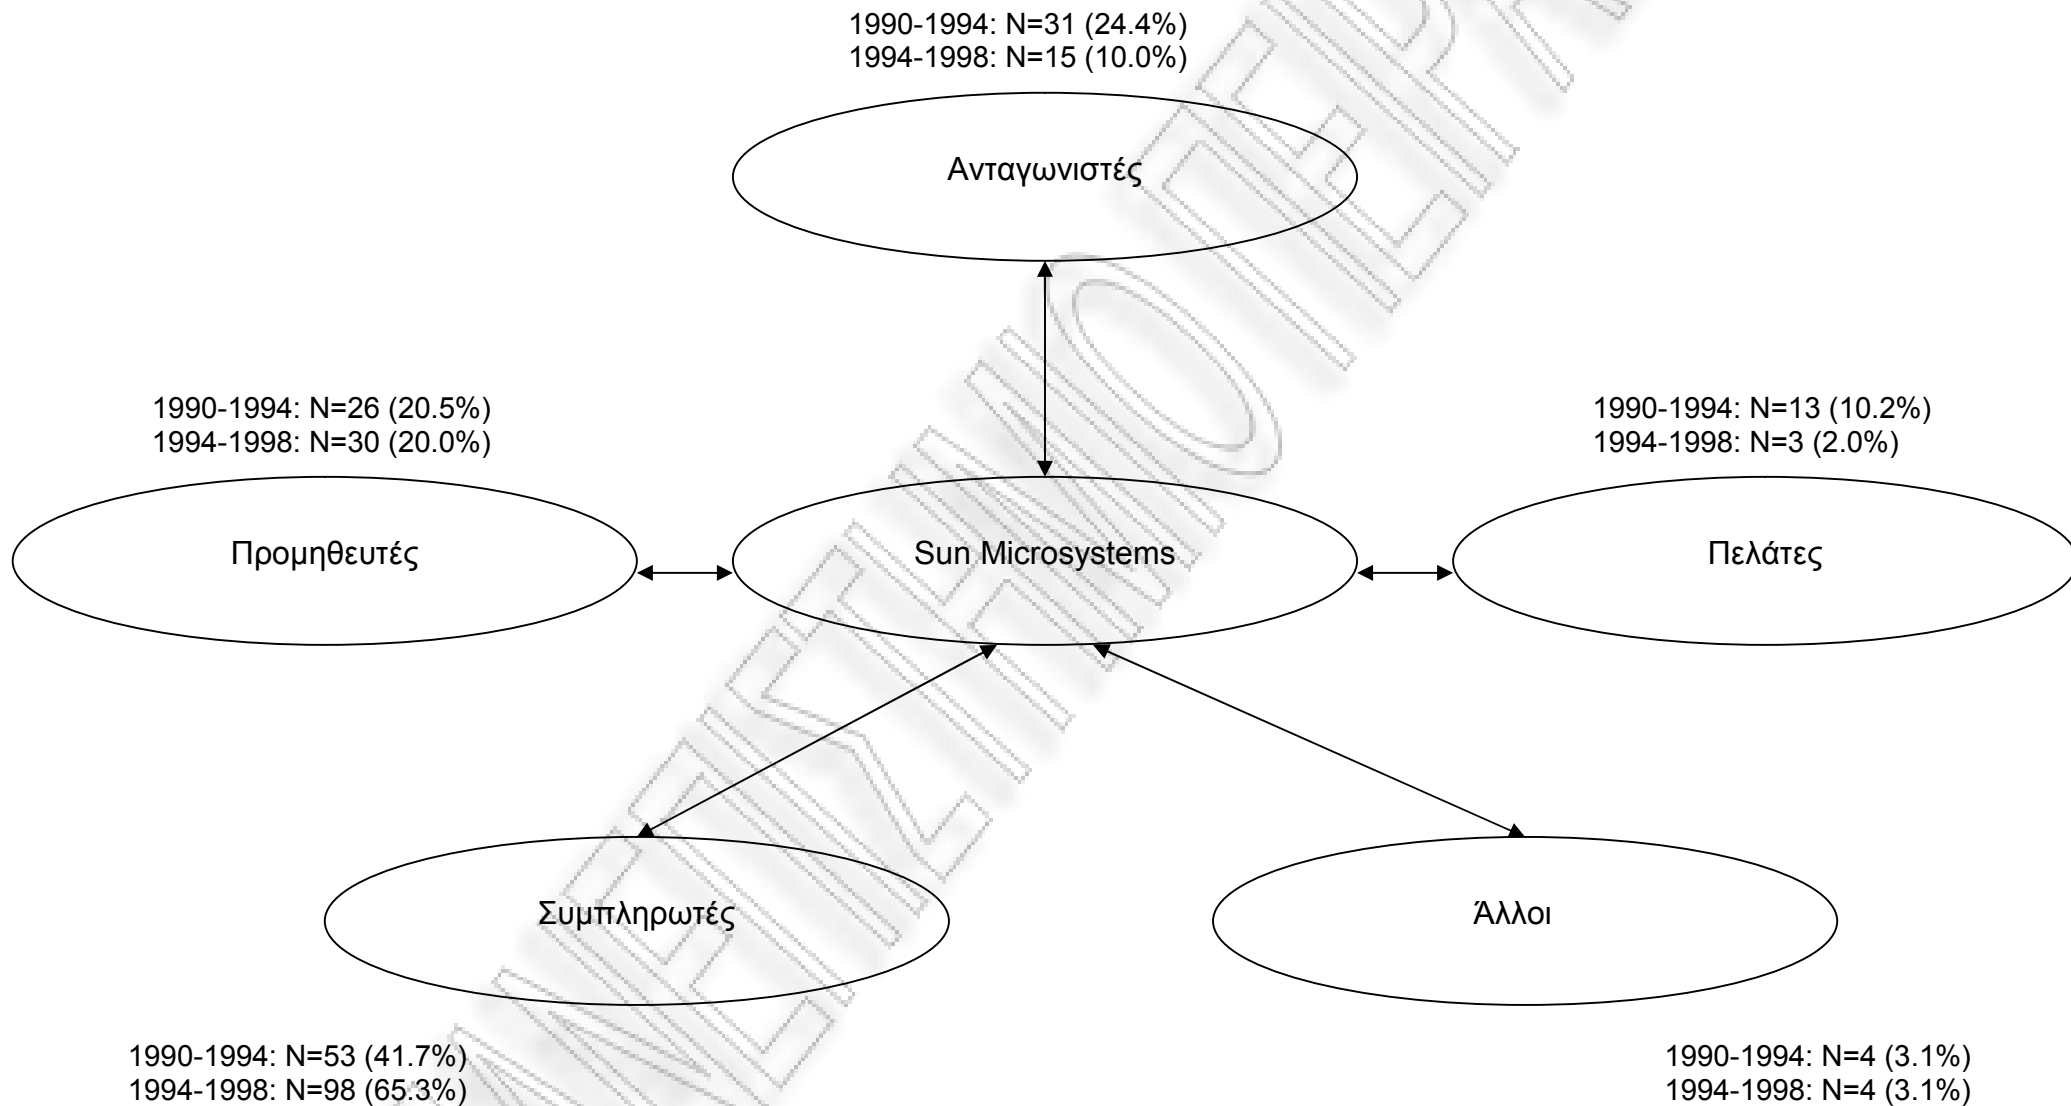 1990-1994: N=31 (24.4%)
1994-1998: N=15 (10.0%)
Ανταγωνιστές
1990-1994: N=26 (20.5%)
1994-1998: N=30 (20.0%)
1990-1994: N=13 (10.2%)
1994-1998: N=3 (2.0%)
Προμηθευτές
Sun Microsystems
Πελάτες
Συμπληρωτές
Άλλοι
1990-1994: N=53 (41.7%)
1994-1998: N=98 (65.3%)
1990-1994: N=4 (3.1%)
1994-1998: N=4 (3.1%)